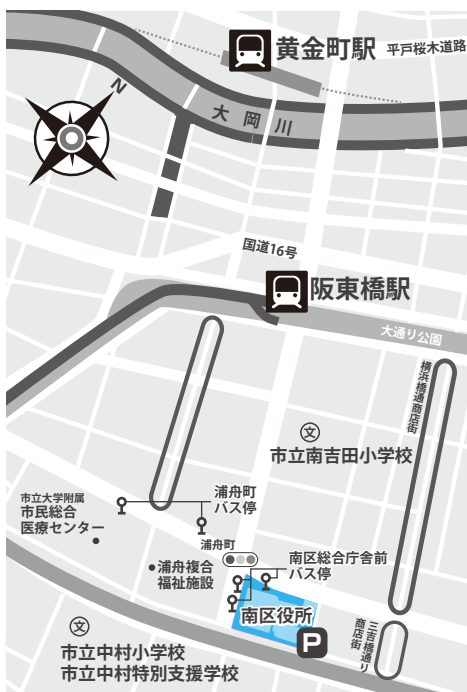 黄金町駅
平戸桜木道路
N
大岡川
国道16号
阪東橋駅
大通り公園
横浜橋通商店街
文
市立南吉田小学校
浦舟町
バス停
市立大学附属
市民総合
医療センター
浦舟町
南区総合庁舎前
バス停
浦舟複合
福祉施設
南区役所
P
三吉橋通り
商店街
文
市立中村小学校
市立中村特別支援学校